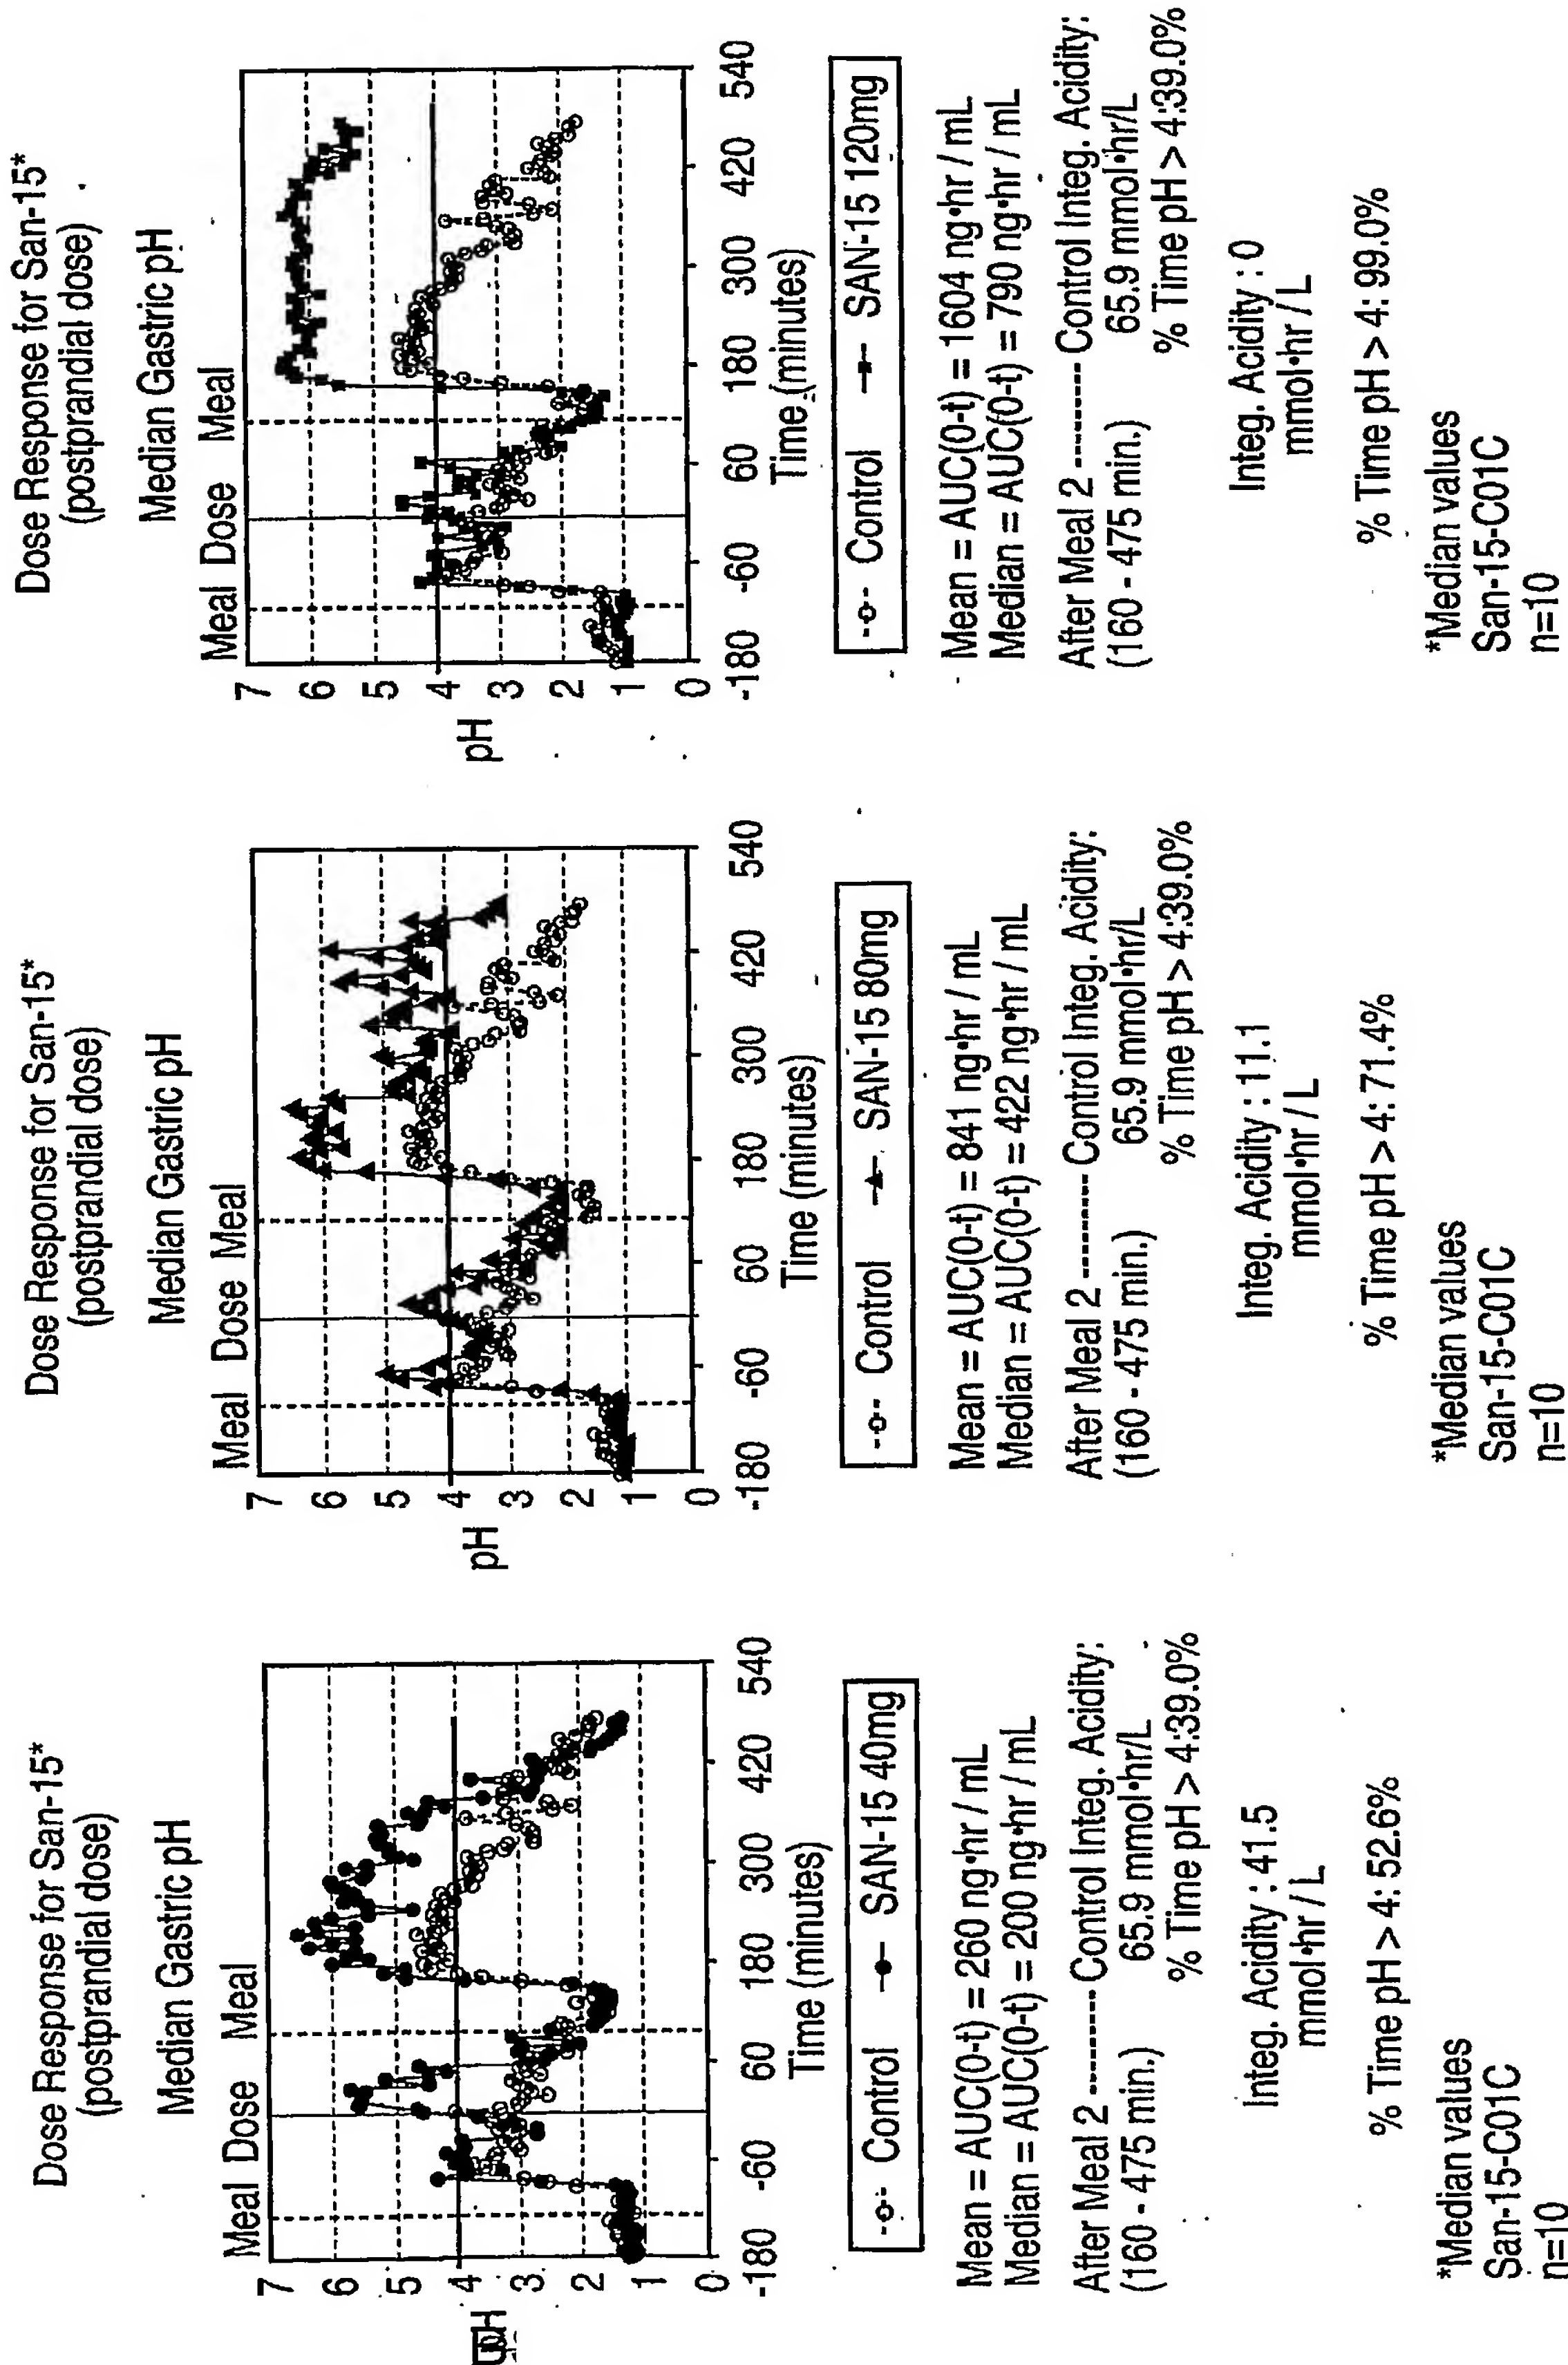 Dose Response for San-15*
(postprandial dose)
Median Gastric pH
Meal Dose Meal
7
6
5
4
3
2
1
0
pH
-180 -60 60 180 300 420 540
Time (minutes)
Control SAN-15 40mg
Mean = AUC(0-t) = 260 ng•hr / mL
Median = AUC(0-t) = 200 ng•hr / mL
After Meal 2 --------- Control Integ. Acidity:
(160 - 475 min.) 65.9 mmol•hr/L
% Time pH > 4:39.0%
Integ. Acidity : 41.5
mmol•hr / L
% Time pH > 4: 52.6%
*Median values
San-15-C01C
n=10
Dose Response for San-15*
(postprandial dose)
Median Gastric pH
Meal Dose Meal
7
6
5
4
3
2
1
0
pH
-180 -60 60 180 300 420 540
Time (minutes)
Control SAN-15 80mg
Mean = AUC(0-t) = 841 ng•hr / mL
Median = AUC(0-t) = 422 ng•hr / mL
After Meal 2 --------- Control Integ. Acidity:
(160 - 475 min.) 65.9 mmol•hr/L
% Time pH > 4:39.0%
Integ. Acidity : 11.1
mmol•hr / L
% Time pH > 4: 71.4%
*Median values
San-15-C01C
n=10
Dose Response for San-15*
(postprandial dose)
Median Gastric pH
Meal Dose Meal
7
6
5
4
3
2
1
0
pH
-180 -60 60 180 300 420 540
Time (minutes)
Control SAN-15 120mg
Mean = AUC(0-t) = 1604 ng•hr / mL
Median = AUC(0-t) = 790 ng•hr / mL
After Meal 2 --------- Control Integ. Acidity:
(160 - 475 min.) 65.9 mmol•hr/L
% Time pH > 4:39.0%
Integ. Acidity : 0
mmol•hr / L
% Time pH > 4: 99.0%
*Median values
San-15-C01C
n=10